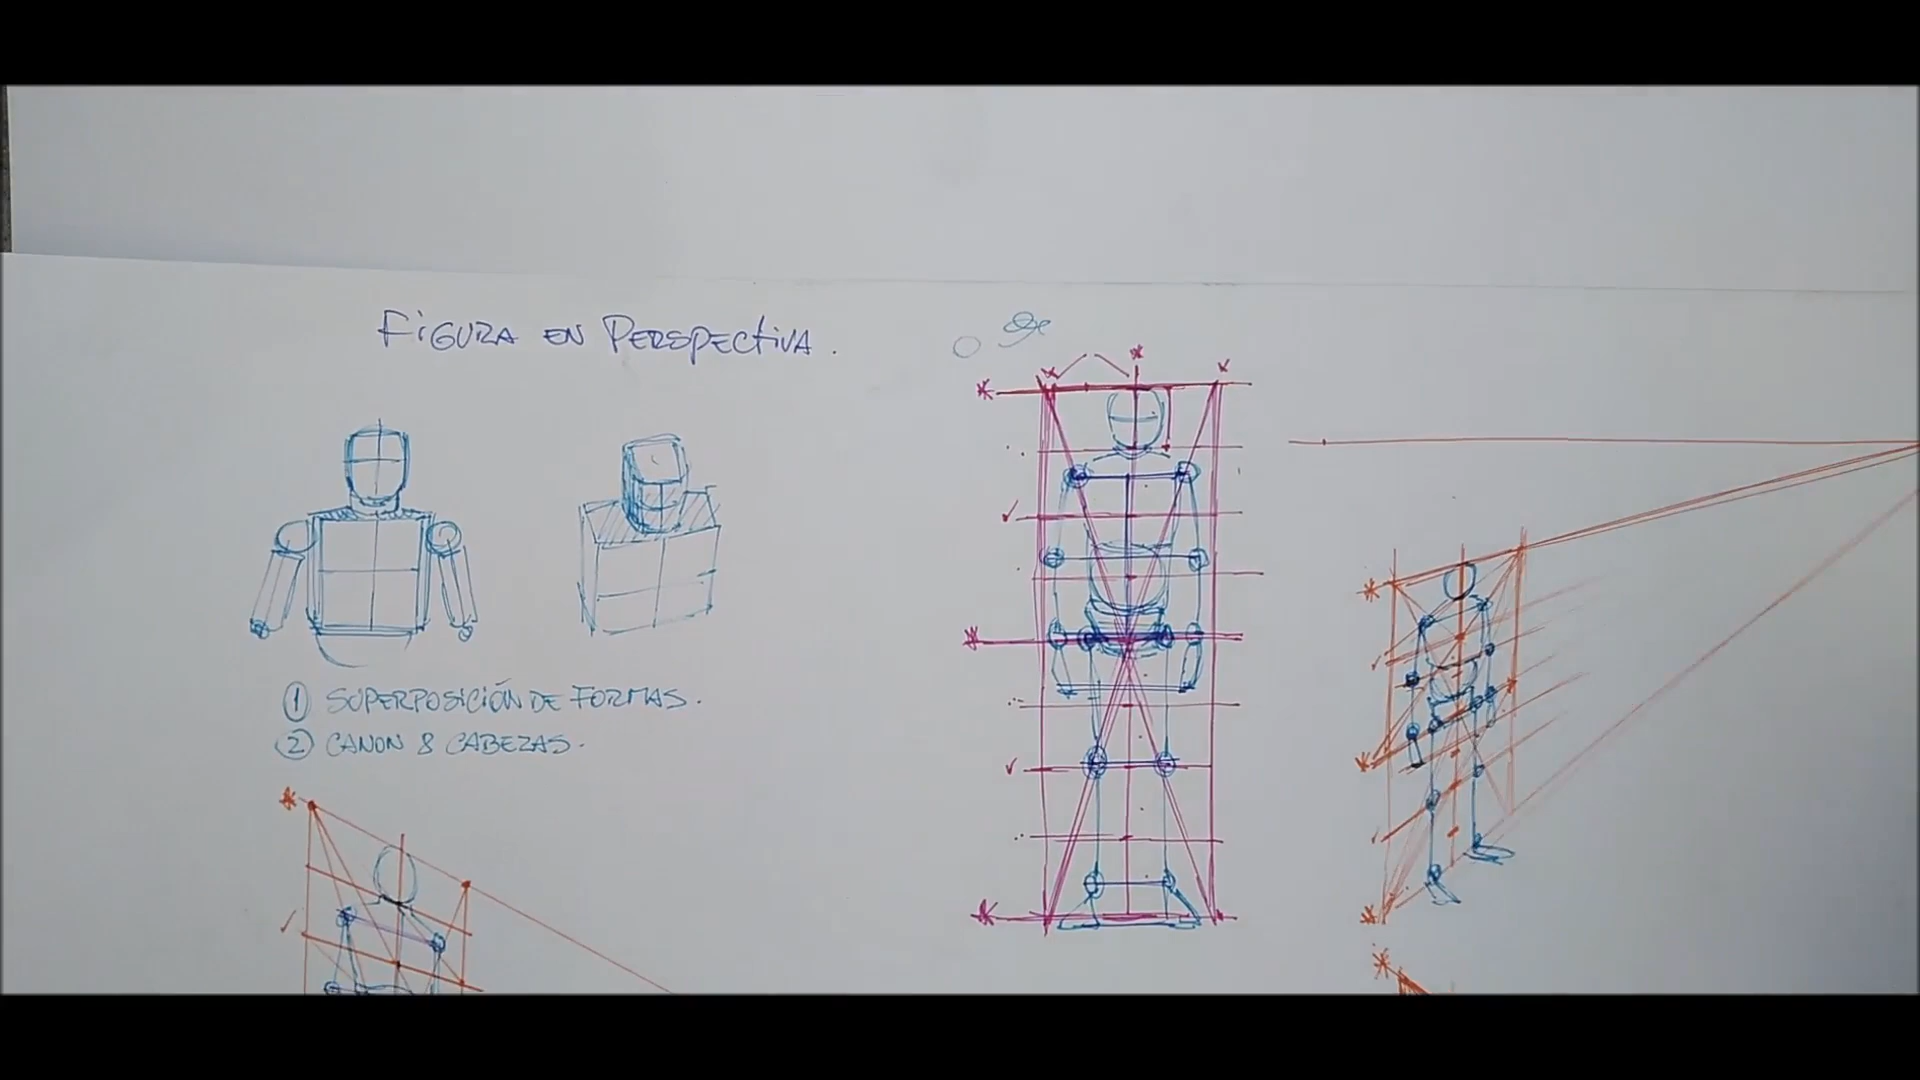 FiGURA EN PERSPECTiVA.
① SUPERPOSICIÓN DE FORMAS.
② CANON 8 CABEZAS.